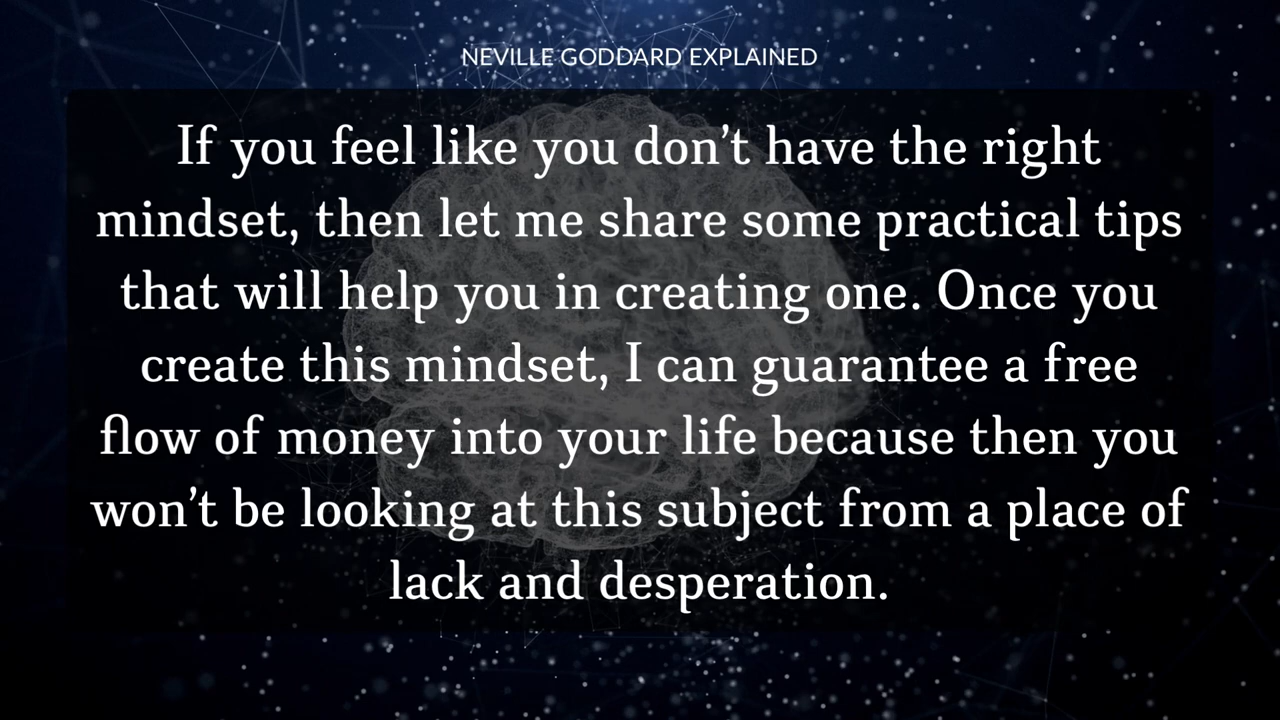 NEVILLE GODDARD EXPLAINED
If you feel like you don’t have the right
mindset, then let me share some practical tips
that will help you in creating one. Once you
create this mindset, I can guarantee a free
flow of money into your life because then you
won’t be looking at this subject from a place of
lack and desperation.